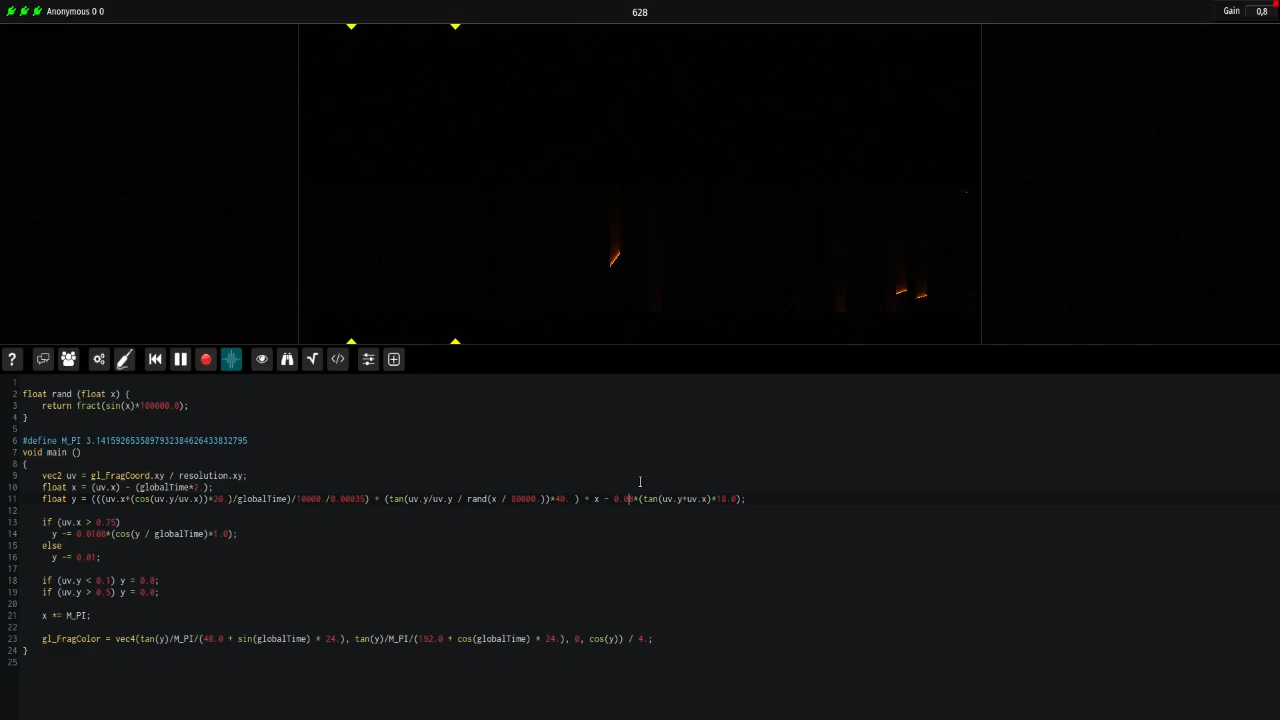 Anonymous 0 0
628
Gain 0,8
1
2 float rand (float x) {
3 return fract(sin(x)*100000.0);
4 }
5
6 #define M_PI 3.1415926535897932384626433832795
7 void main ()
8 {
9 vec2 uv = gl_FragCoord.xy / resolution.xy;
10 float x = (uv.x) - (globalTime*2.);
11 float y = (((uv.x+(cos(uv.y/uv.x))*20.)/globalTime)/10000./0.00035) + (tan(uv.y/uv.y / rand(x / 80000.))*40. ) + x - 0.08*(tan(uv.y+uv.x)*18.0);
12
13 if (uv.x > 0.75)
14 y -= 0.0108*(cos(y / globalTime)*1.0);
15 else
16 y -= 0.01;
17
18 if (uv.y < 0.1) y = 0.0;
19 if (uv.y > 0.5) y = 0.0;
20
21 x *= M_PI;
22
23 gl_FragColor = vec4(tan(y)/M_PI/(48.0 + sin(globalTime) * 24.), tan(y)/M_PI/(192.0 + cos(globalTime) * 24.), 0, cos(y)) / 4.;
24 }
25